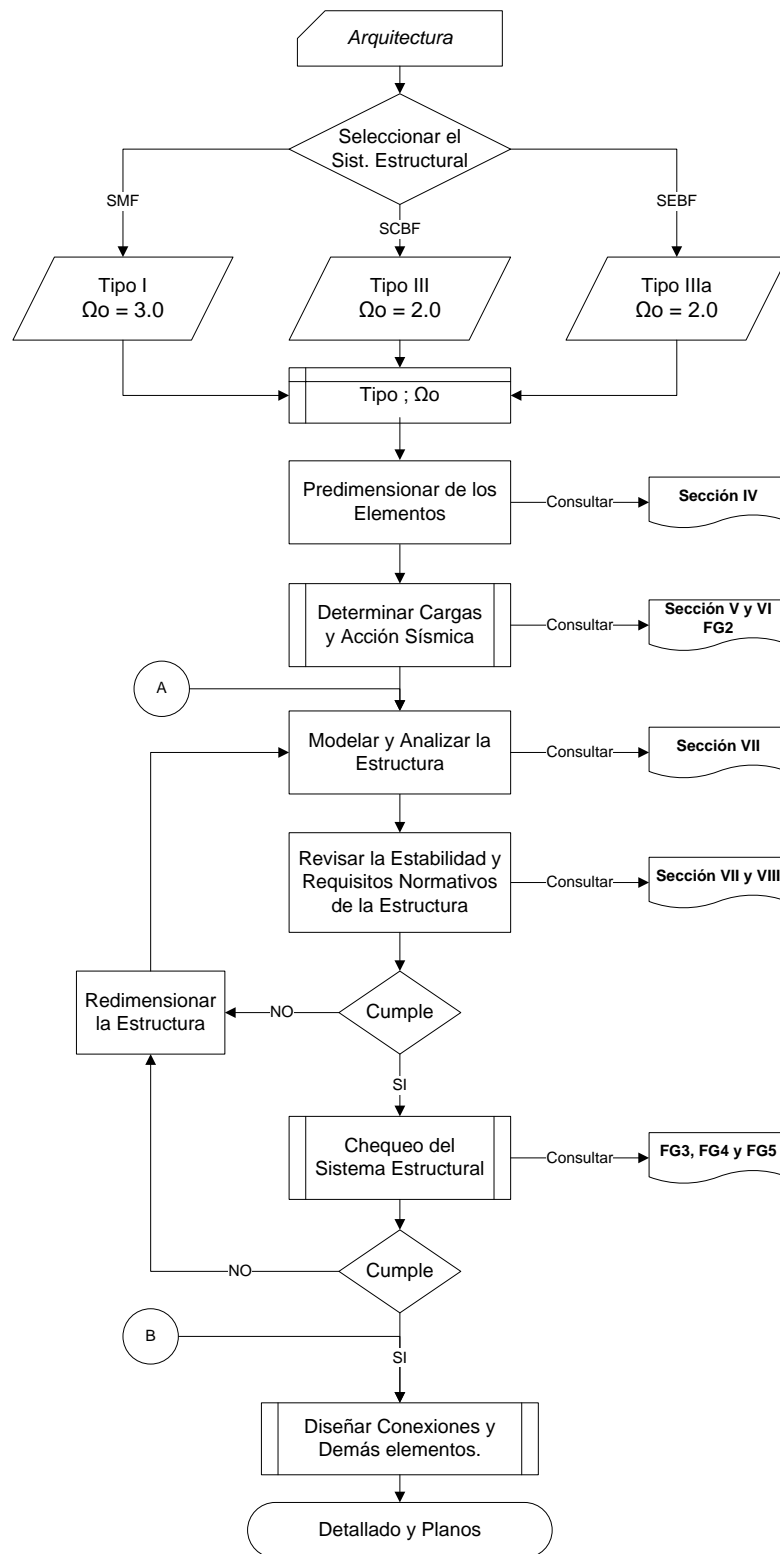 Arquitectura
Seleccionar el
Sist. Estructural
SMF
SCBF
SEBF
Tipo I
Ωo = 3.0
Tipo III
Ωo = 2.0
Tipo IIIa
Ωo = 2.0
Tipo ; Ωo
Predimensionar de los
Elementos
Consultar
Sección IV
Determinar Cargas
y Acción Sísmica
Consultar
Sección V y VI
FG2
A
Modelar y Analizar la
Estructura
Consultar
Sección VII
Revisar la Estabilidad y
Requisitos Normativos
de la Estructura
Consultar
Sección VII y VIII
Redimensionar
la Estructura
NO
Cumple
SI
Chequeo del
Sistema Estructural
Consultar
FG3, FG4 y FG5
NO
Cumple
B
SI
Diseñar Conexiones y
Demás elementos.
Detallado y Planos